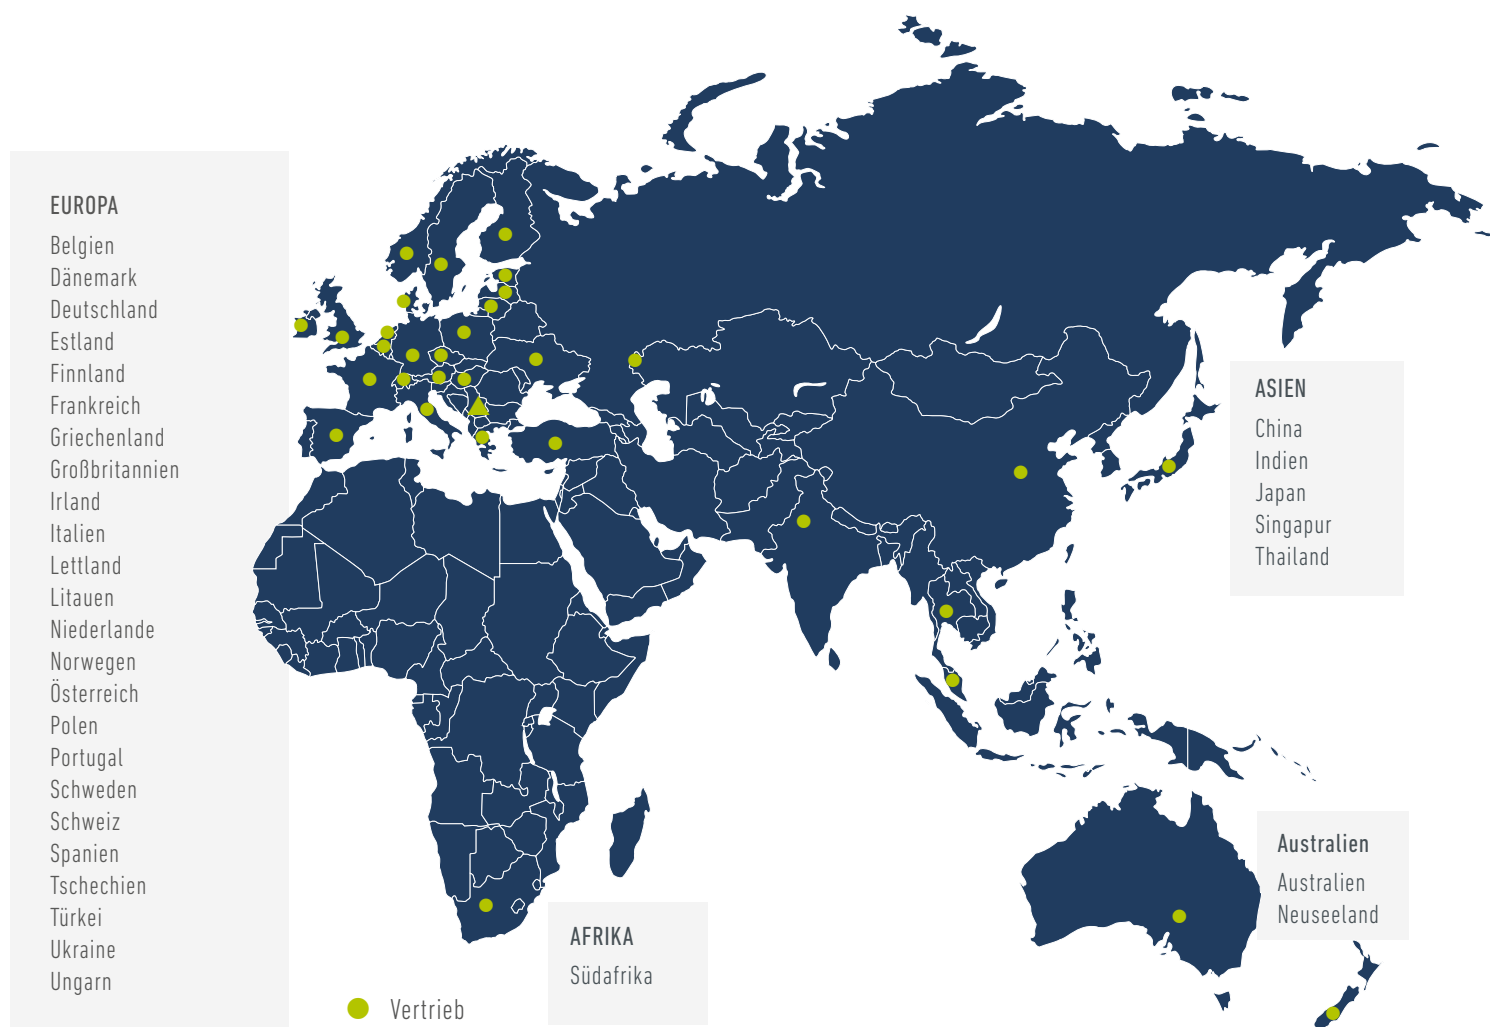 EUROPA
Belgien
Dänemark
Deutschland
Estland
Finnland
Frankreich
Griechenland
Großbritannien
Irland
Italien
Lettland
Litauen
Niederlande
Norwegen
Österreich
Polen
Portugal
Schweden
Schweiz
Spanien
Tschechien
Türkei
Ukraine
Ungarn
Vertrieb
AFRIKA
Südafrika
ASIEN
China
Indien
Japan
Singapur
Thailand
Australien
Australien
Neuseeland